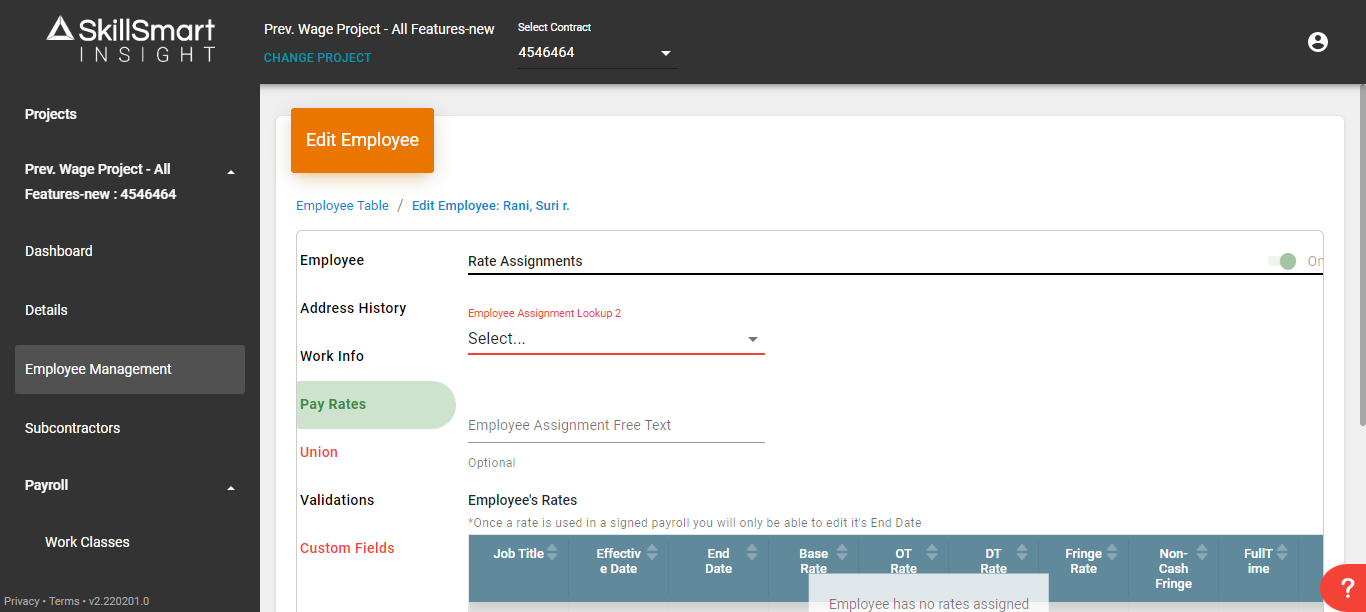 SkillSmart
INSIGHT
Prev. Wage Project - All Features-new
CHANGE PROJECT
Select Contract
4546464
Projects
Prev. Wage Project - All
Features-new : 4546464
Dashboard
Details
Employee Management
Subcontractors
Payroll
Work Classes
Privacy • Terms • v2.220201.0
Edit Employee
Employee Table / Edit Employee: Rani, Suri r.
Employee
Address History
Work Info
Pay Rates
Union
Validations
Custom Fields
Rate Assignments
Employee Assignment Lookup 2
Select...
Employee Assignment Free Text
Optional
Employee's Rates
*Once a rate is used in a signed payroll you will only be able to edit it's End Date
Job Title
Effectiv
e Date
End
Date
Base
Rate
OT
Rate
DT
Rate
Fringe
Rate
Non-
Cash
Fringe
FullT
ime
Employee has no rates assigned
?